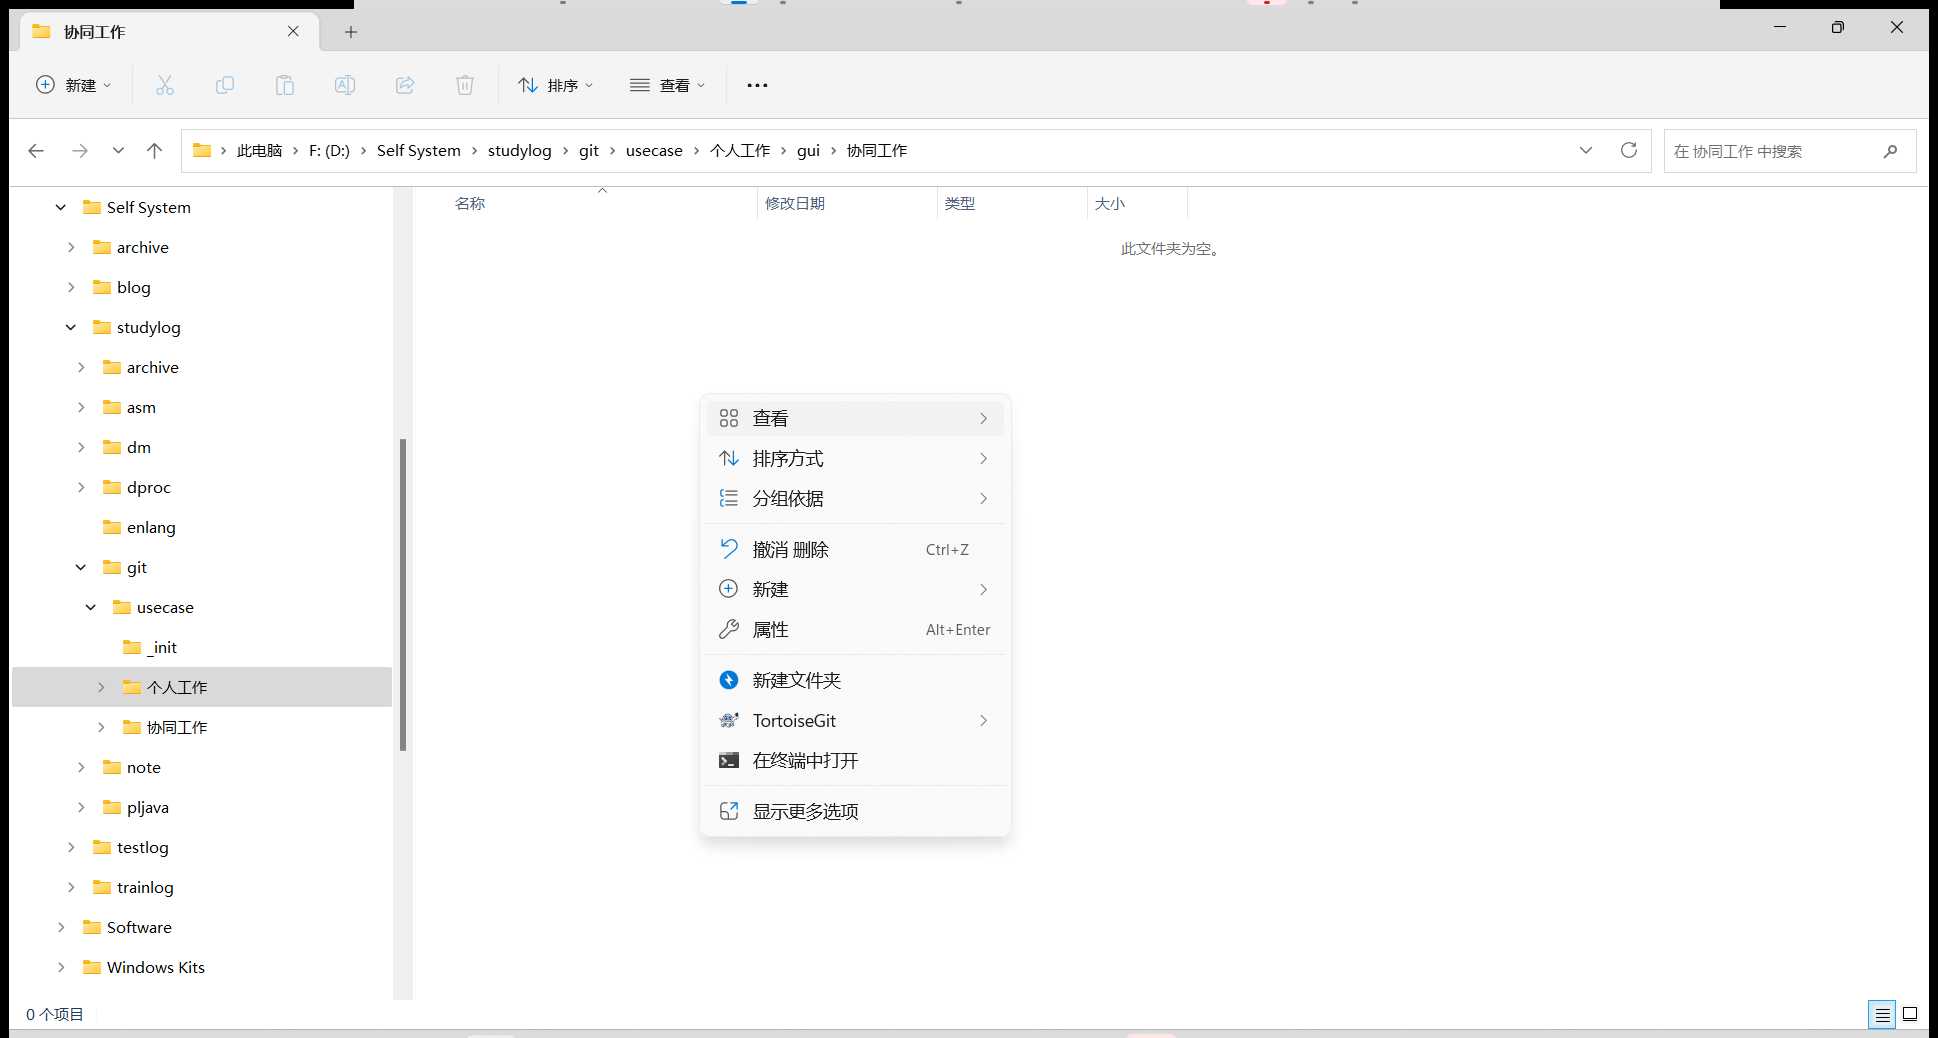 协同工作
新建
排序
查看
此电脑 > F: (D:) > Self System > studylog > git > usecase > 个人工作 > gui > 协同工作
在 协同工作 中搜索
Self System
archive
blog
studylog
archive
asm
dm
dproc
enlang
git
usecase
_init
个人工作
协同工作
note
pljava
testlog
trainlog
Software
Windows Kits
名称 修改日期 类型 大小
此文件夹为空。
查看
排序方式
分组依据
撤消 删除 Ctrl+Z
新建
属性 Alt+Enter
新建文件夹
TortoiseGit
在终端中打开
显示更多选项
0 个项目